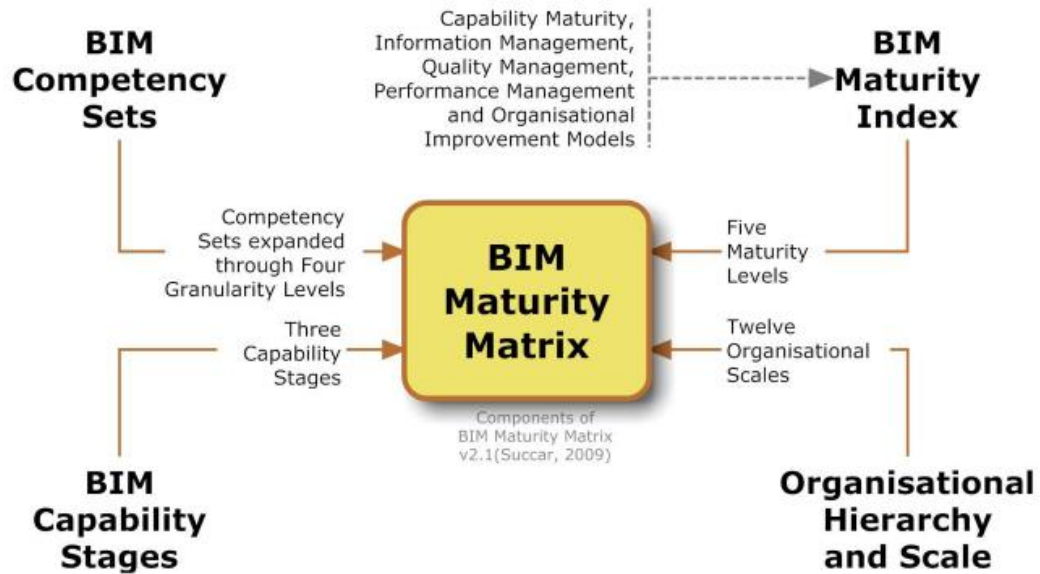 BIM
Competency
Sets
Capability Maturity,
Information Management,
Quality Management,
Performance Management
and Organisational
Improvement Models
BIM
Maturity
Index
Competency
Sets expanded
through Four
Granularity Levels
BIM
Maturity
Matrix
Five
Maturity
Levels
Three
Capability
Stages
Twelve
Organisational
Scales
Components of
BIM Maturity Matrix
v2.1(Succar, 2009)
BIM
Capability
Stages
Organisational
Hierarchy
and Scale